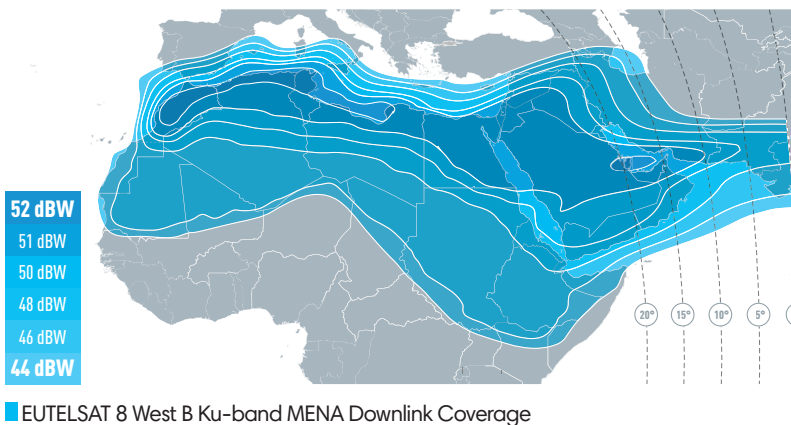 52 dBW
51 dBW
50 dBW
48 dBW
46 dBW
44 dBW
20° 15° 10° 5°
EUTELSAT 8 West B Ku-band MENA Downlink Coverage